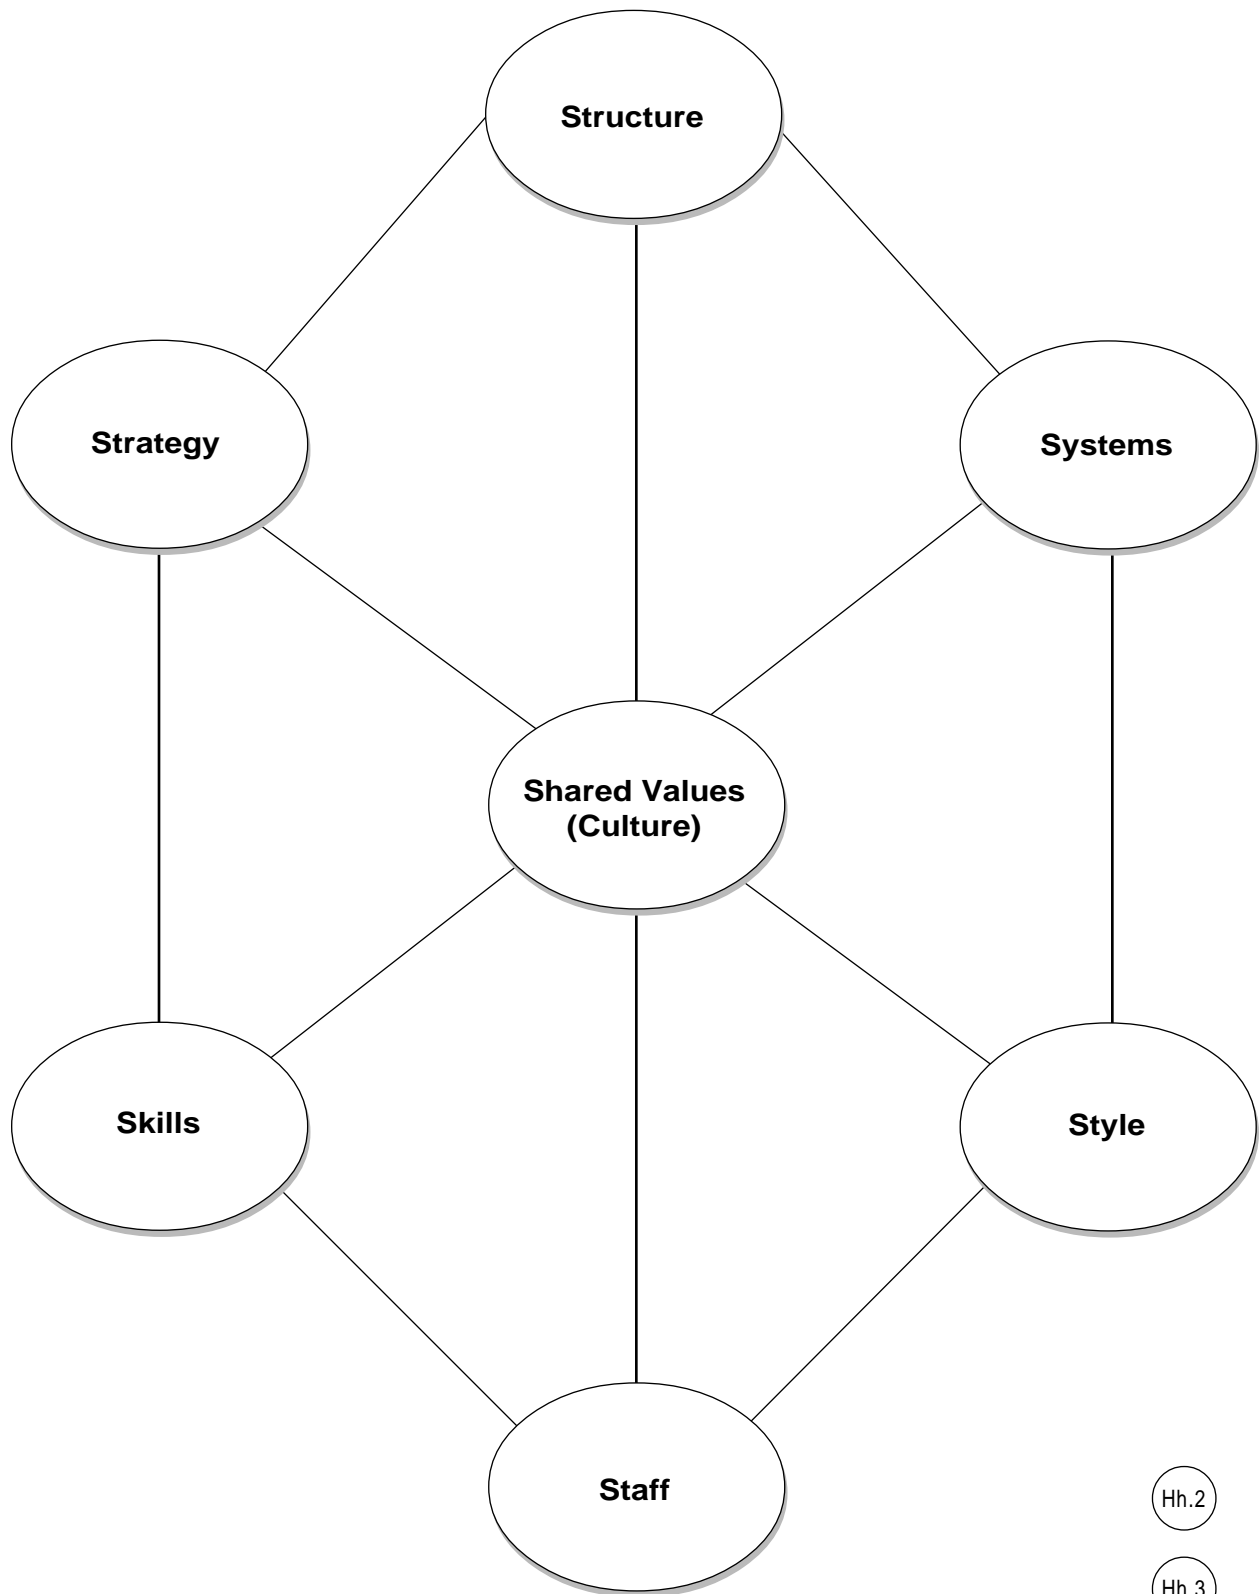 Structure
Strategy
Systems
Shared Values
(Culture)
Skills
Style
Staff
Hh.2
Hh.3